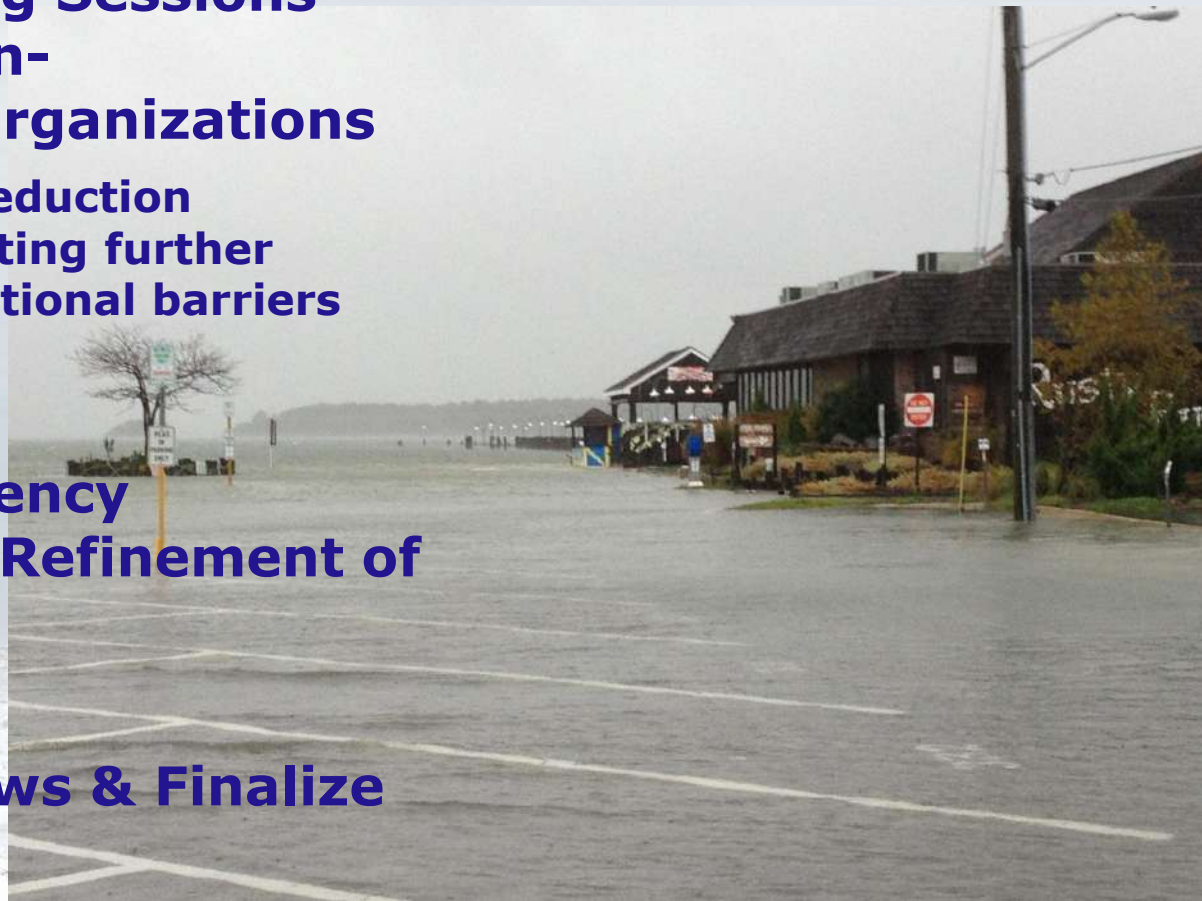 g Sessions
n-
rganizations
eduction
ting further
tional barriers
ency
Refinement of
ws & Finalize